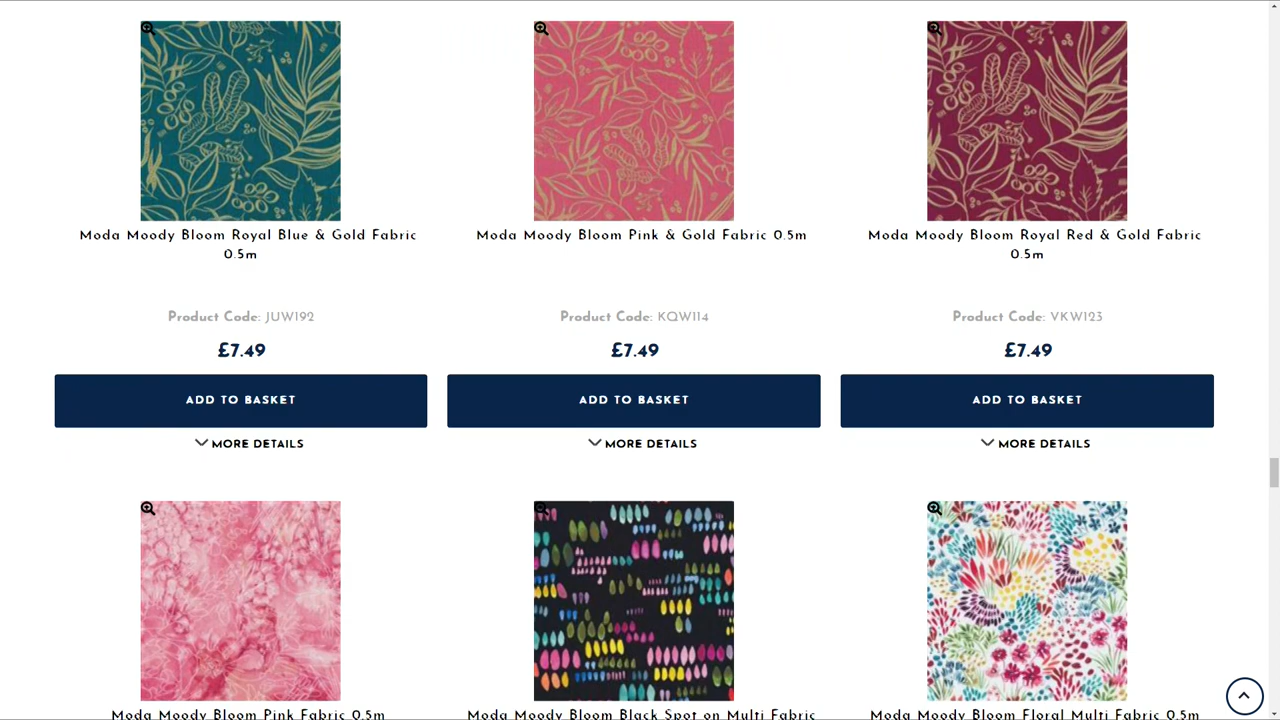 Moda Moody Bloom Royal Blue & Gold Fabric
0.5m
Product Code: JUW192
£7.49
ADD TO BASKET
MORE DETAILS
Moda Moody Bloom Pink & Gold Fabric 0.5m
Product Code: KQW114
£7.49
ADD TO BASKET
MORE DETAILS
Moda Moody Bloom Royal Red & Gold Fabric
0.5m
Product Code: VKW123
£7.49
ADD TO BASKET
MORE DETAILS
Moda Moody Bloom Pink Fabric 0.5m
Moda Moody Bloom Black Spot on Multi Fabric
Moda Moody Bloom Floral Multi Fabric 0.5m